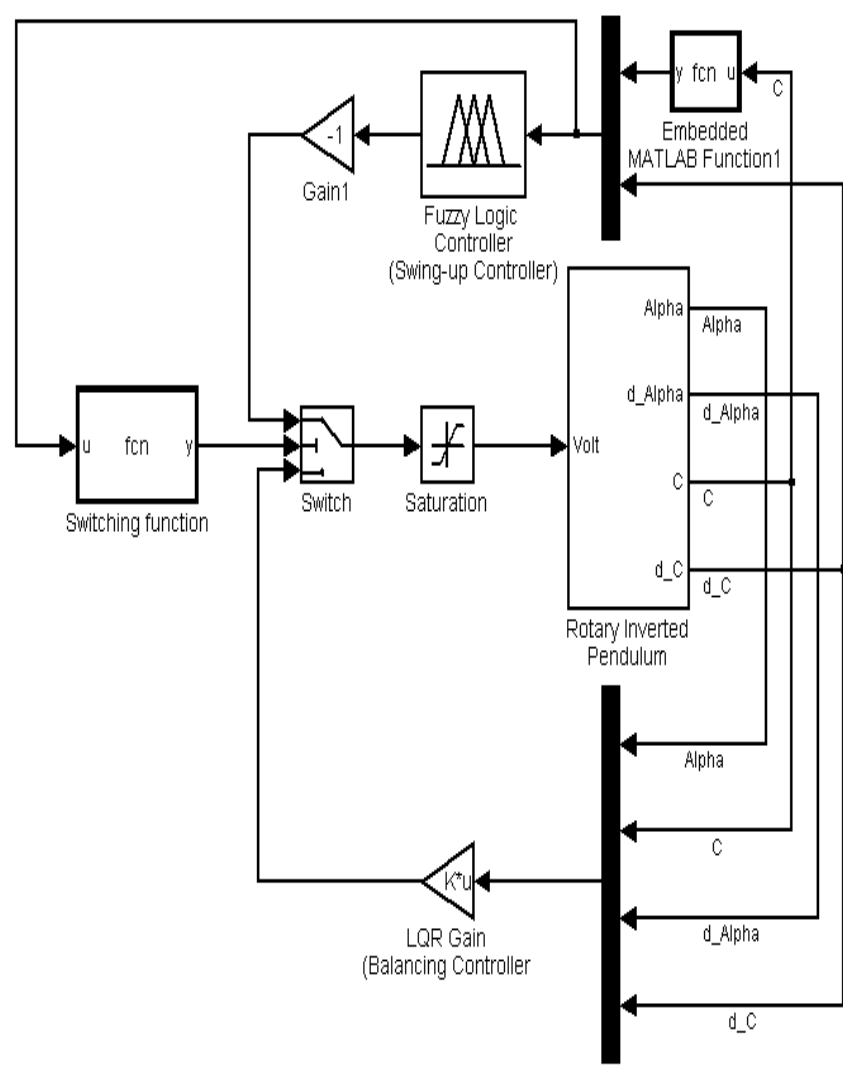 y fcn u
C
Embedded
MATLAB Function1
-1
Gain1
Fuzzy Logic
Controller
(Swing-up Controller)
Alpha
Alpha
d_Alpha
d_Alpha
u fcn y
Volt
C
C
Switching function
Switch
Saturation
d_C
d_C
Rotary Inverted
Pendulum
Alpha
C
K*u
d_Alpha
LQR Gain
(Balancing Controller
d_C